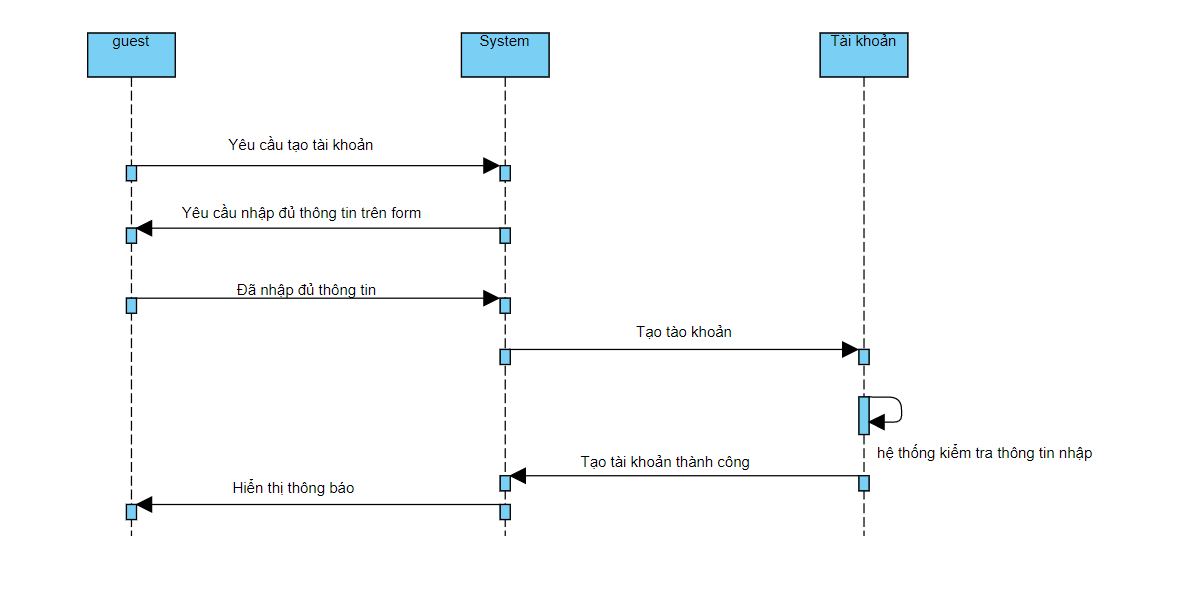 guest
System
Tài khoản
Yêu cầu tạo tài khoản
Yêu cầu nhập đủ thông tin trên form
Đã nhập đủ thông tin
Tạo tào khoản
hệ thống kiểm tra thông tin nhập
Tạo tài khoản thành công
Hiển thị thông báo